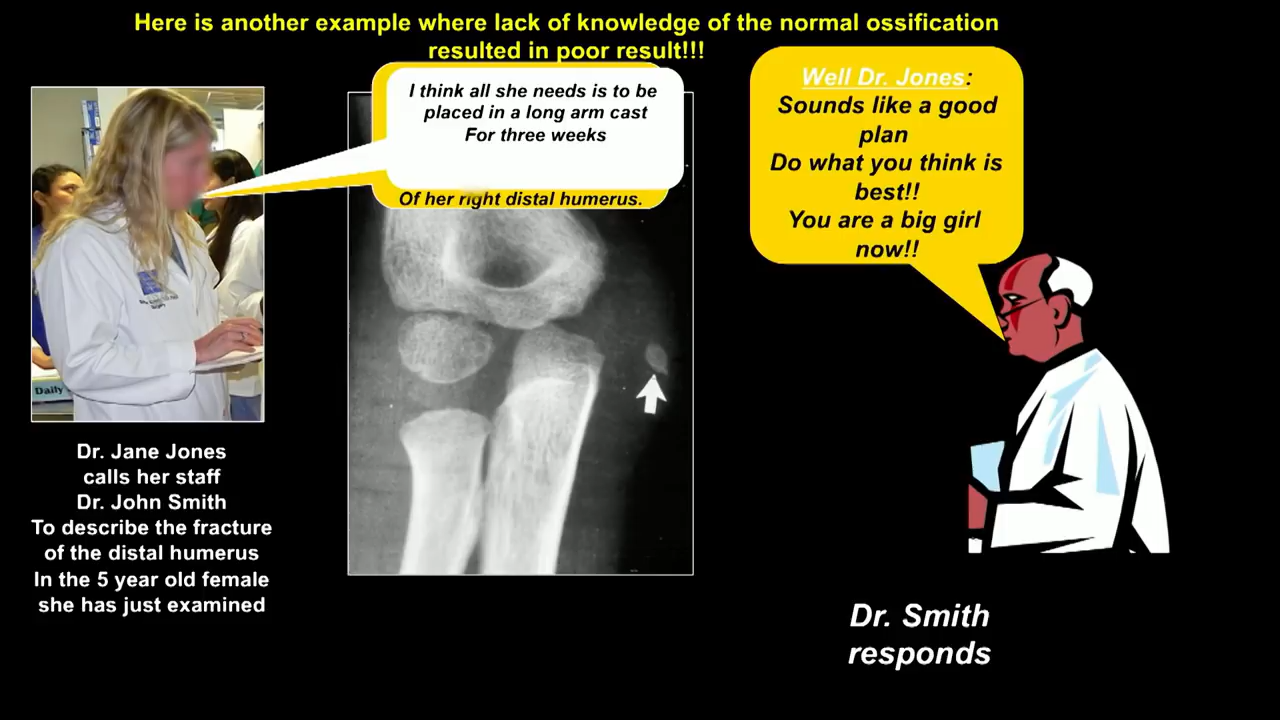 Here is another example where lack of knowledge of the normal ossification
resulted in poor result!!!
I think all she needs is to be
placed in a long arm cast
For three weeks
Of her right distal humerus.
Well Dr. Jones:
Sounds like a good
plan
Do what you think is
best!!
You are a big girl
now!!
Daily
Dr. Jane Jones
calls her staff
Dr. John Smith
To describe the fracture
of the distal humerus
In the 5 year old female
she has just examined
Dr. Smith
responds